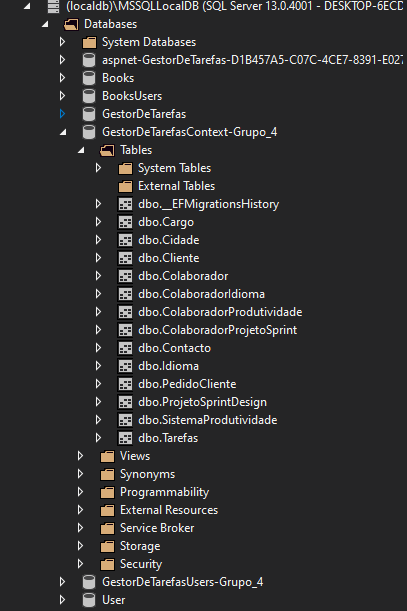 (localdb)\MSSQLLocalDB (SQL Server 13.0.4001 - DESKTOP-6ECD
Databases
System Databases
aspnet-GestorDeTarefas-D1B457A5-C07C-4CE7-8391-E027
Books
BooksUsers
GestorDeTarefas
GestorDeTarefasContext-Grupo_4
Tables
System Tables
External Tables
dbo.__EFMigrationsHistory
dbo.Cargo
dbo.Cidade
dbo.Cliente
dbo.Colaborador
dbo.ColaboradorIdioma
dbo.ColaboradorProdutividade
dbo.ColaboradorProjetoSprint
dbo.Contacto
dbo.Idioma
dbo.PedidoCliente
dbo.ProjetoSprintDesign
dbo.SistemaProdutividade
dbo.Tarefas
Views
Synonyms
Programmability
External Resources
Service Broker
Storage
Security
GestorDeTarefasUsers-Grupo_4
User